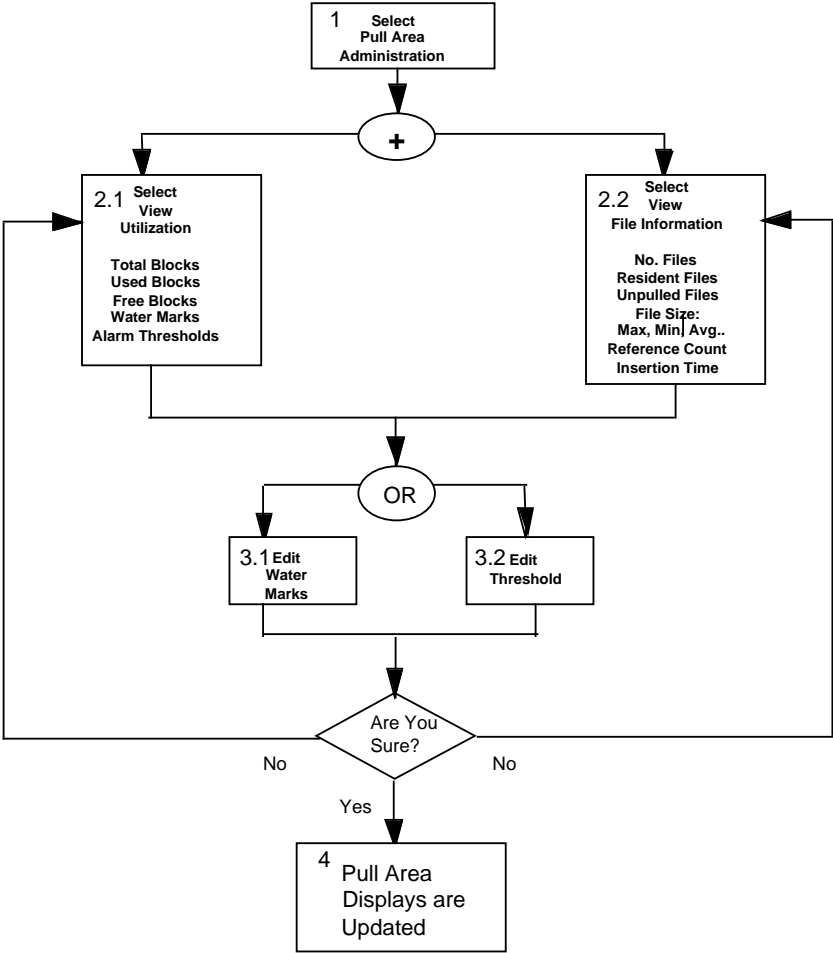 1 Select
Pull Area
Administration
+
2.1 Select
View
Utilization
Total Blocks
Used Blocks
Free Blocks
Water Marks
Alarm Thresholds
2.2 Select
View
File Information
No. Files
Resident Files
Unpulled Files
File Size:
Max, Min, Avg..
Reference Count
Insertion Time
OR
3.1 Edit
Water
Marks
3.2 Edit
Threshold
Are You
Sure?
No
No
Yes
4
Pull Area
Displays are
Updated